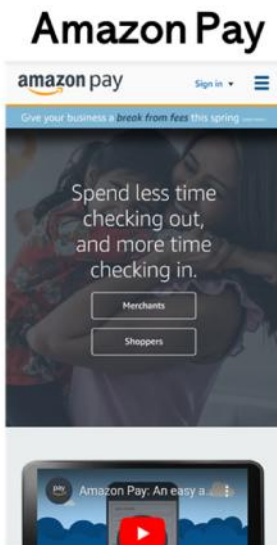 Amazon Pay
amazon pay
Sign in
Give your business a break from fees this spring
Spend less time
checking out,
and more time
checking in.
Merchants
Shoppers
pay
Amazon Pay: An easy a...